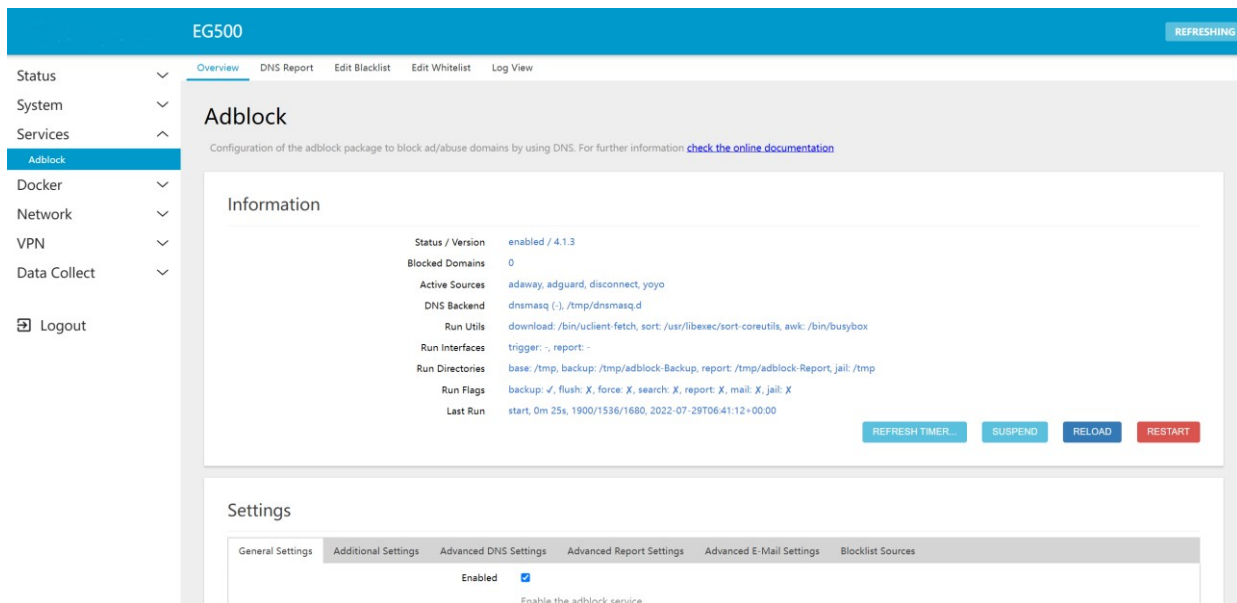 EG500
REFRESHING
Status
System
Services
Adblock
Docker
Network
VPN
Data Collect
Logout
Overview DNS Report Edit Blacklist Edit Whitelist Log View
Adblock
Configuration of the adblock package to block ad/abuse domains by using DNS. For further information check the online documentation
Information
Status / Version enabled / 4.1.3
Blocked Domains 0
Active Sources adaway, adguard, disconnect, yoyo
DNS Backend dnsmasq (-), /tmp/dnsmasq.d
Run Utils download: /bin/uclient-fetch, sort: /usr/libexec/sort-coreutils, awk: /bin/busybox
Run Interfaces trigger: -, report: -
Run Directories base: /tmp, backup: /tmp/adblock-Backup, report: /tmp/adblock-Report, jail: /tmp
Run Flags backup: ✓, flush: ✗, force: ✗, search: ✗, report: ✗, mail: ✗, jail: ✗
Last Run start, 0m 25s, 1900/1536/1680, 2022-07-29T06:41:12+00:00
REFRESH TIMER... SUSPEND RELOAD RESTART
Settings
General Settings Additional Settings Advanced DNS Settings Advanced Report Settings Advanced E-Mail Settings Blocklist Sources
Enabled
Enable the adblock service